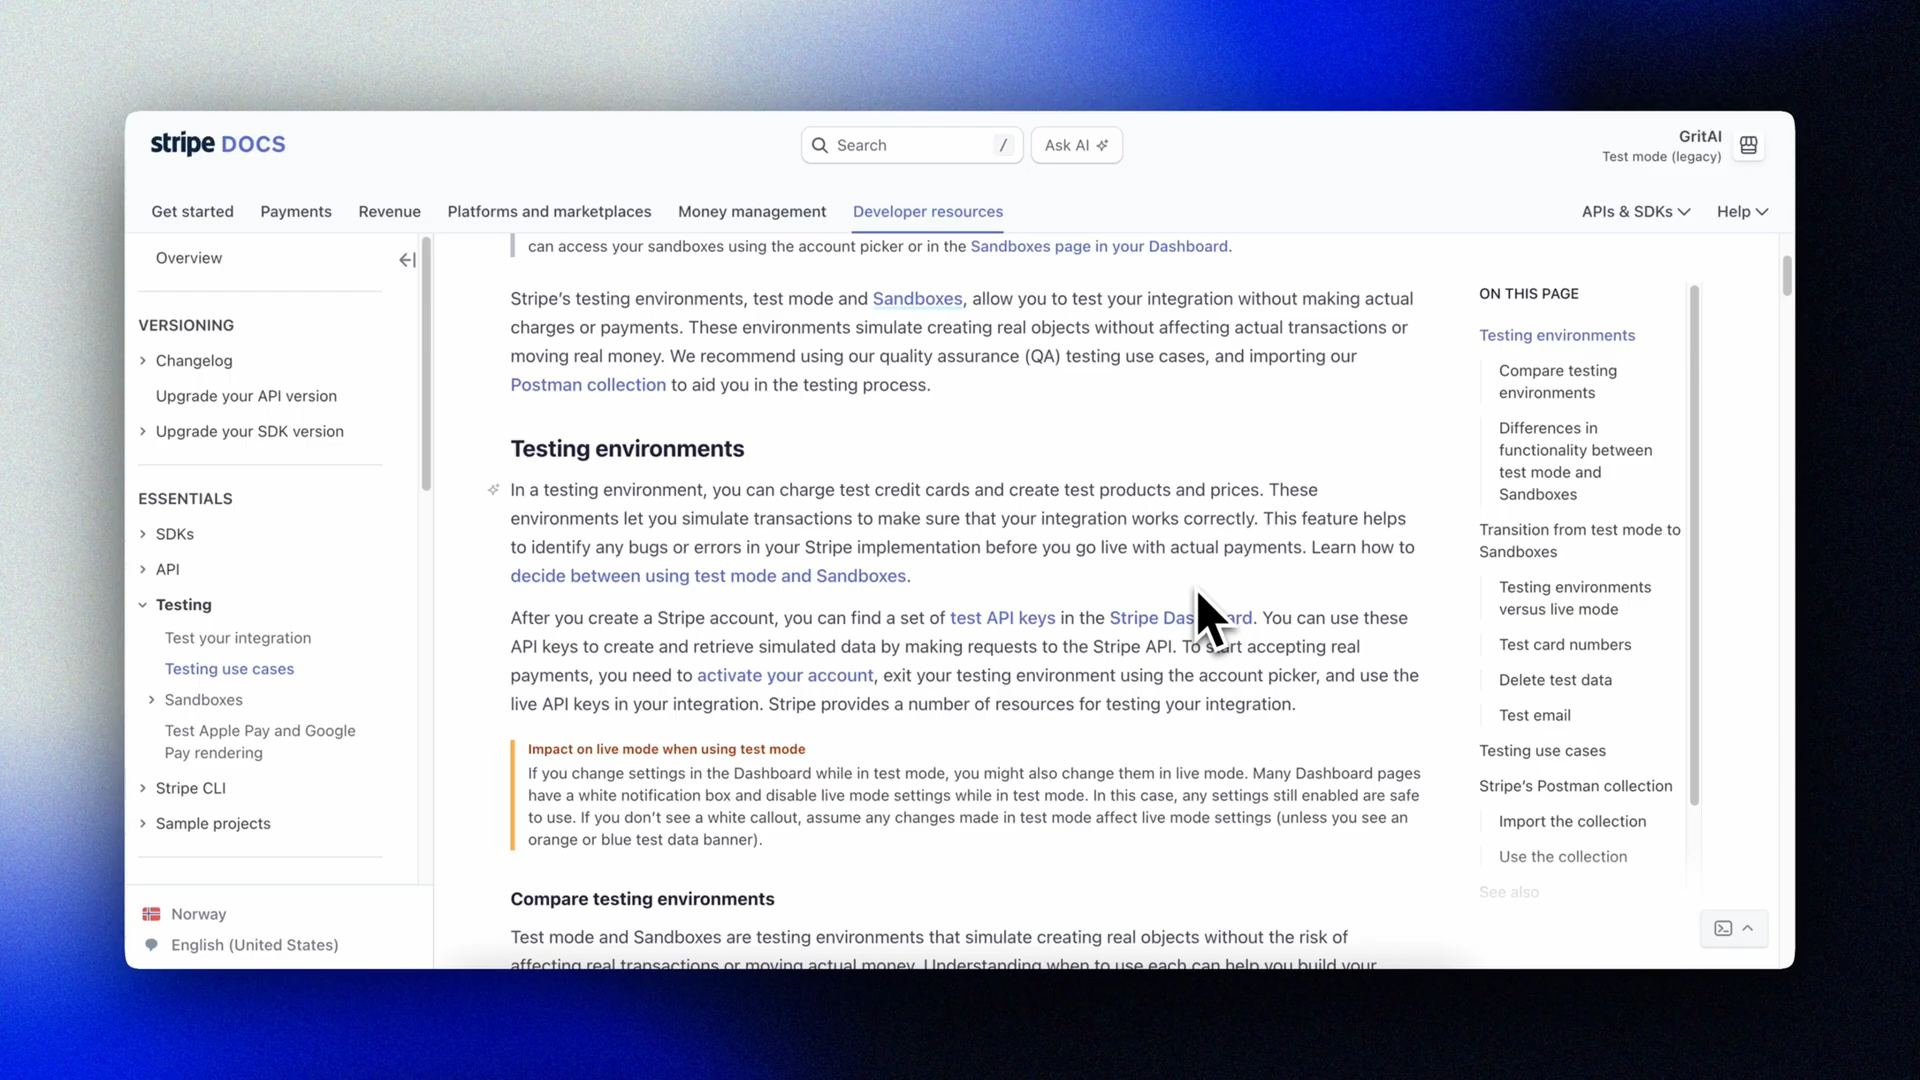 stripe DOCS
Search /
Ask AI
GritAI
Test mode (legacy)
Get started
Payments
Revenue
Platforms and marketplaces
Money management
Developer resources
APIs & SDKs
Help
Overview
VERSIONING
Changelog
Upgrade your API version
Upgrade your SDK version
ESSENTIALS
SDKs
API
Testing
Test your integration
Testing use cases
Sandboxes
Test Apple Pay and Google
Pay rendering
Stripe CLI
Sample projects
Norway
English (United States)
can access your sandboxes using the account picker or in the Sandboxes page in your Dashboard.
Stripe's testing environments, test mode and Sandboxes, allow you to test your integration without making actual
charges or payments. These environments simulate creating real objects without affecting actual transactions or
moving real money. We recommend using our quality assurance (QA) testing use cases, and importing our
Postman collection to aid you in the testing process.
Testing environments
In a testing environment, you can charge test credit cards and create test products and prices. These
environments let you simulate transactions to make sure that your integration works correctly. This feature helps
to identify any bugs or errors in your Stripe implementation before you go live with actual payments. Learn how to
decide between using test mode and Sandboxes.
After you create a Stripe account, you can find a set of test API keys in the Stripe Dashboard. You can use these
API keys to create and retrieve simulated data by making requests to the Stripe API. To start accepting real
payments, you need to activate your account, exit your testing environment using the account picker, and use the
live API keys in your integration. Stripe provides a number of resources for testing your integration.
Impact on live mode when using test mode
If you change settings in the Dashboard while in test mode, you might also change them in live mode. Many Dashboard pages
have a white notification box and disable live mode settings while in test mode. In this case, any settings still enabled are safe
to use. If you don't see a white callout, assume any changes made in test mode affect live mode settings (unless you see an
orange or blue test data banner).
Compare testing environments
Test mode and Sandboxes are testing environments that simulate creating real objects without the risk of
affecting real transactions or moving actual money. Understanding when to use each can help you build your
ON THIS PAGE
Testing environments
Compare testing
environments
Differences in
functionality between
test mode and
Sandboxes
Transition from test mode to
Sandboxes
Testing environments
versus live mode
Test card numbers
Delete test data
Test email
Testing use cases
Stripe's Postman collection
Import the collection
Use the collection
See also